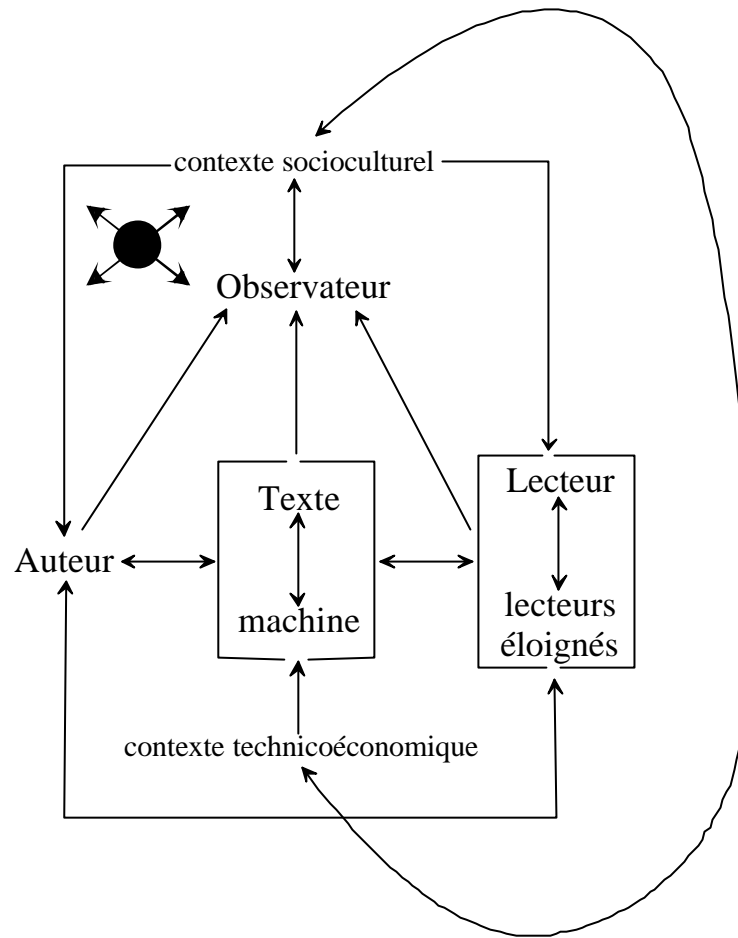 contexte socioculturel
Observateur
Texte
Lecteur
Auteur
machine
lecteurs
éloignés
contexte technicoéconomique